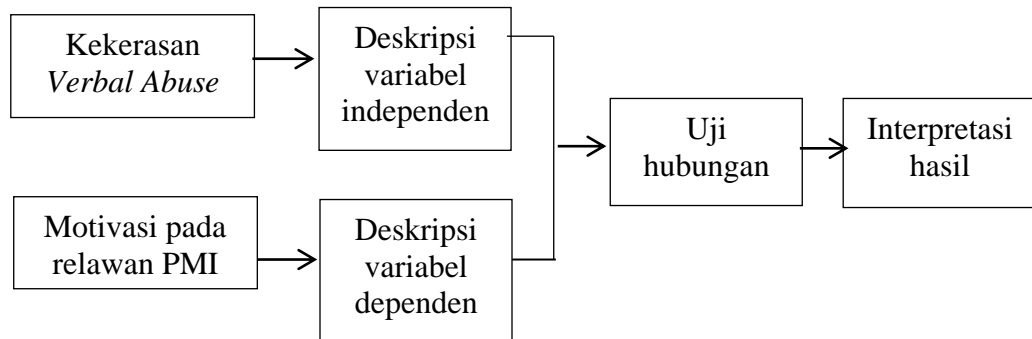 Kekerasan
Verbal Abuse
Deskripsi
variabel
independen
Motivasi pada
relawan PMI
Deskripsi
variabel
dependen
Uji
hubungan
Interpretasi
hasil